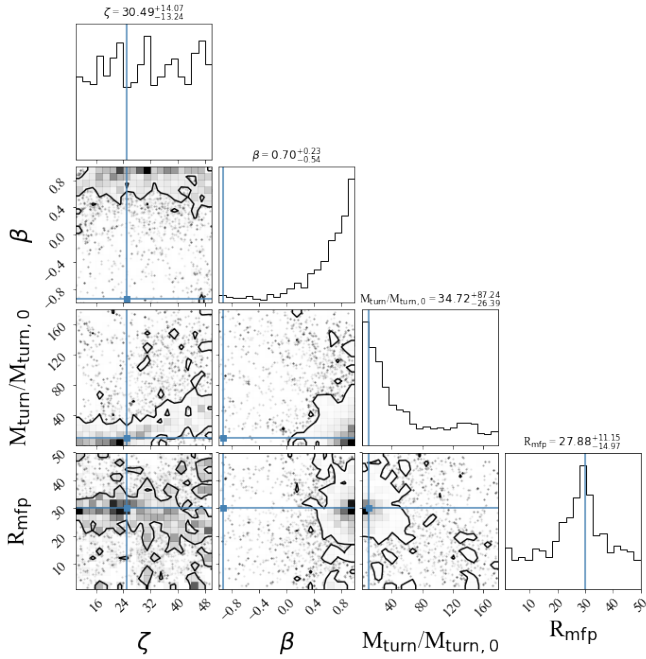 ζ = 30.49 +14.07 −13.24
β = 0.70 +0.23 −0.54
β
0.8
0.4
0.0
−0.4
−0.8
M_turn/M_turn, 0 = 34.72 +87.24 −26.39
M_turn/M_turn, 0
160
120
80
40
R_mfp = 27.88 +11.15 −14.97
R_mfp
50
40
30
20
10
16 24 32 40 48
−0.8 −0.4 0.0 0.4 0.8
40 80 120 160
10 20 30 40 50
ζ
β
M_turn/M_turn, 0
R_mfp